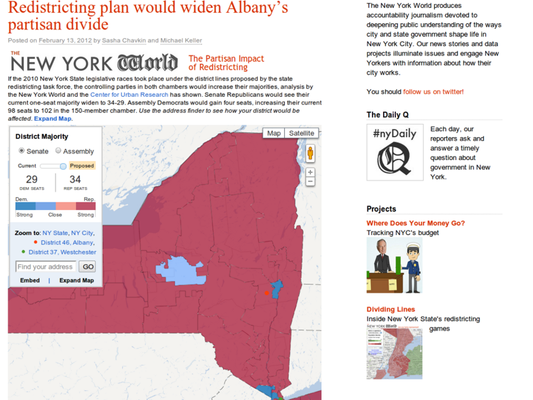 Redistricting plan would widen Albany's
partisan divide
Posted on February 13, 2012 by Sasha Chavkin and Michael Keller
THE
NEW YORK World
The Partisan Impact
of Redistricting
If the 2010 New York State legislative races took place under the district lines proposed by the state
redistricting task force, the controlling parties in both chambers would increase their majorities, analysis by
the New York World and the Center for Urban Research has shown. Senate Republicans would see their
current one-seat majority widen to 34-29. Assembly Democrats would gain four seats, increasing their current
98 seats to 102 in the 150-member chamber. Use the address finder to see how your district would be
affected. Expand Map.
District Majority
Senate Assembly
Current Proposed
29 34
DEM SEATS REP SEATS
Dem. Rep.
Strong Close Strong
Zoom to: NY State, NY City,
District 46, Albany,
District 37, Westchester
Find your address GO
Embed | Expand Map
Map Satellite
+
-
The New York World produces
accountability journalism devoted to
deepening public understanding of the ways
city and state government shape life in
New York City. Our news stories and data
projects illuminate issues and engage New
Yorkers with information about how their
city works.
You should follow us on twitter!
The Daily Q
#nyDaily
Q
Each day, our
reporters ask and
answer a timely
question about
government in New
York.
Projects
Where Does Your Money Go?
Tracking NYC's budget
Dividing Lines
Inside New York State's redistricting
games